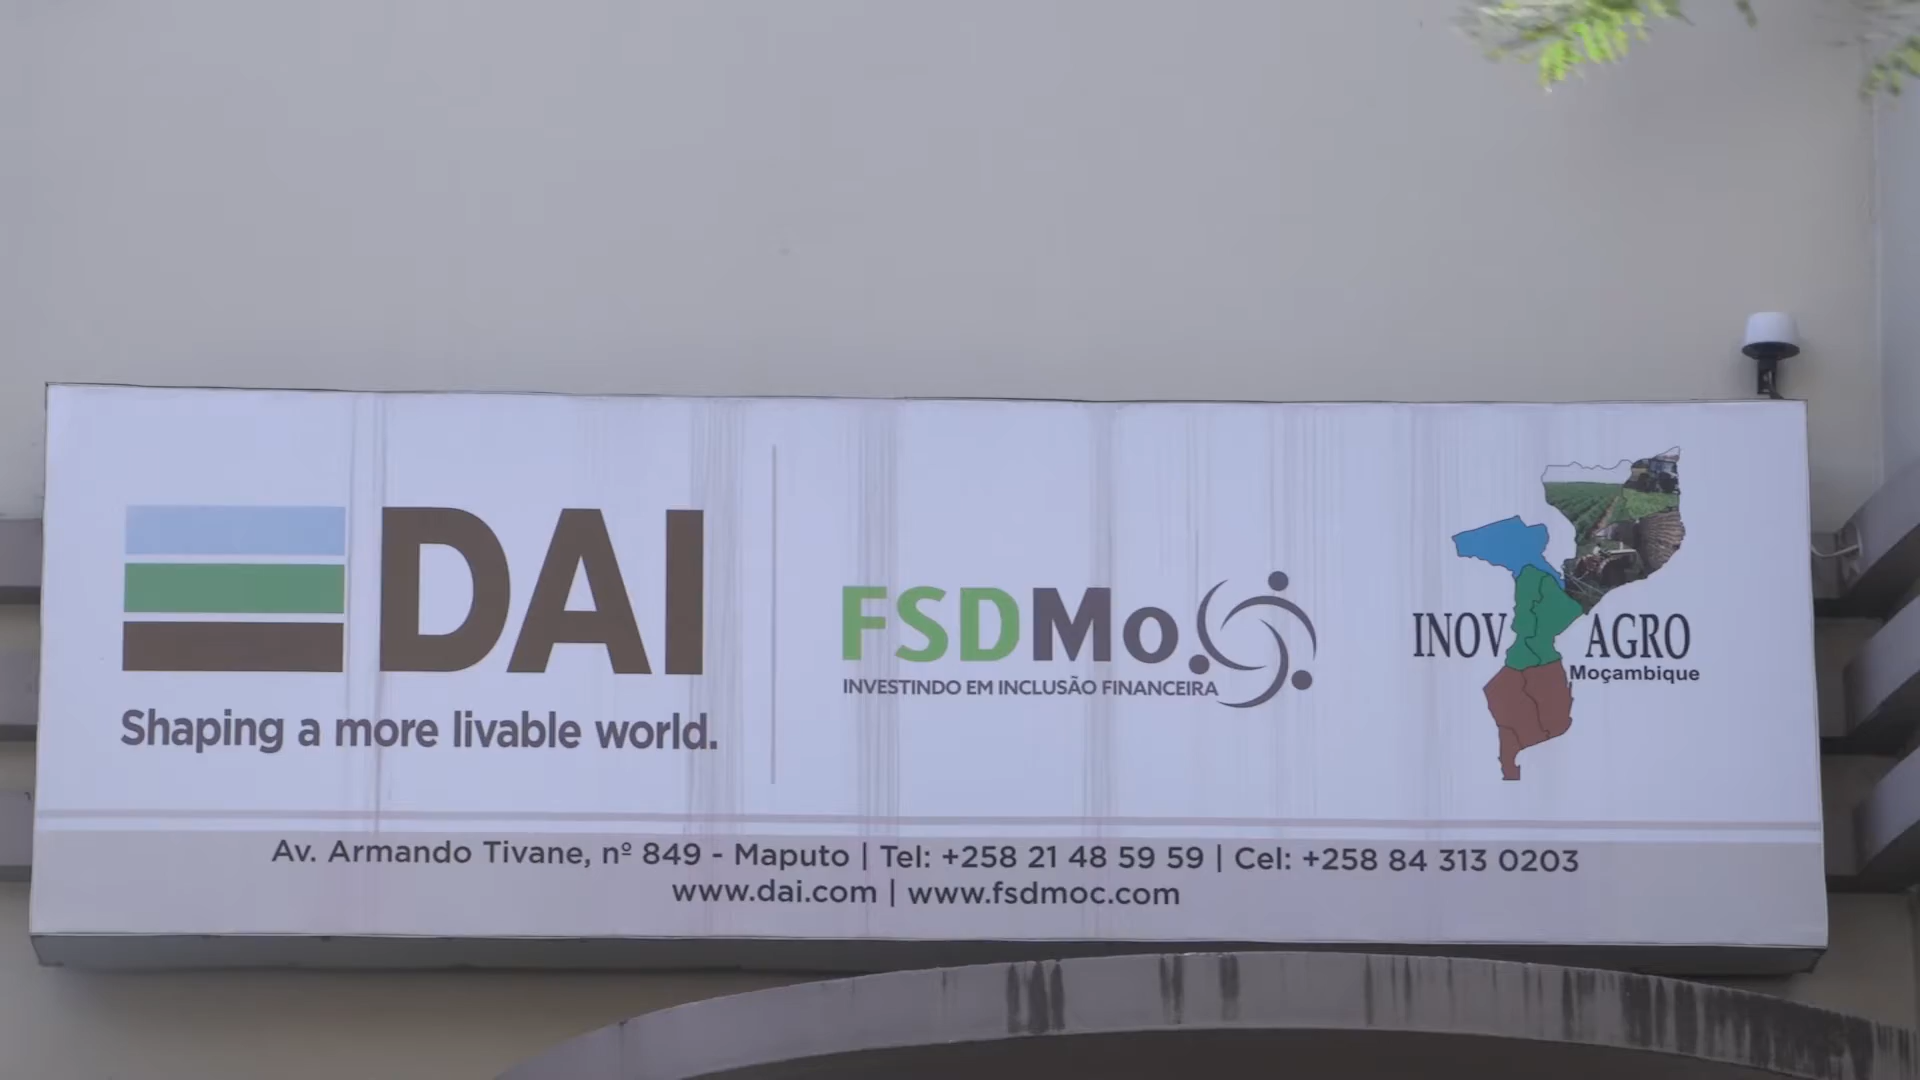 DAI
Shaping a more livable world.
FSDMo
INVESTINDO EM INCLUSÃO FINANCEIRA
INOV AGRO
Moçambique
Av. Armando Tivane, nº 849 - Maputo | Tel: +258 21 48 59 59 | Cel: +258 84 313 0203
www.dai.com | www.fsdmoc.com